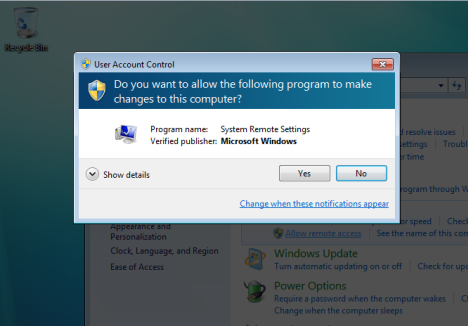 Recycle Bin
User Account Control
Do you want to allow the following program to make
changes to this computer?
Program name: System Remote Settings
Verified publisher: Microsoft Windows
Show details
Yes
No
Change when these notifications appear
resolve issues
settings
program through W
or speed
Allow remote access
See the name of this com
Appearance and
Personalization
Clock, Language, and Region
Ease of Access
Windows Update
Turn automatic updating on or off
Check for up
Power Options
Require a password when the computer wakes
Change when the computer sleeps